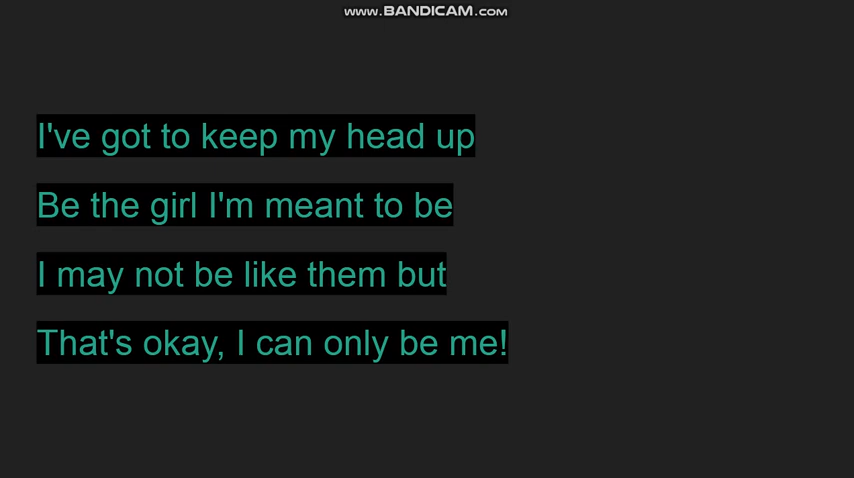 www.BANDICAM.com
I've got to keep my head up
Be the girl I'm meant to be
I may not be like them but
That's okay, I can only be me!